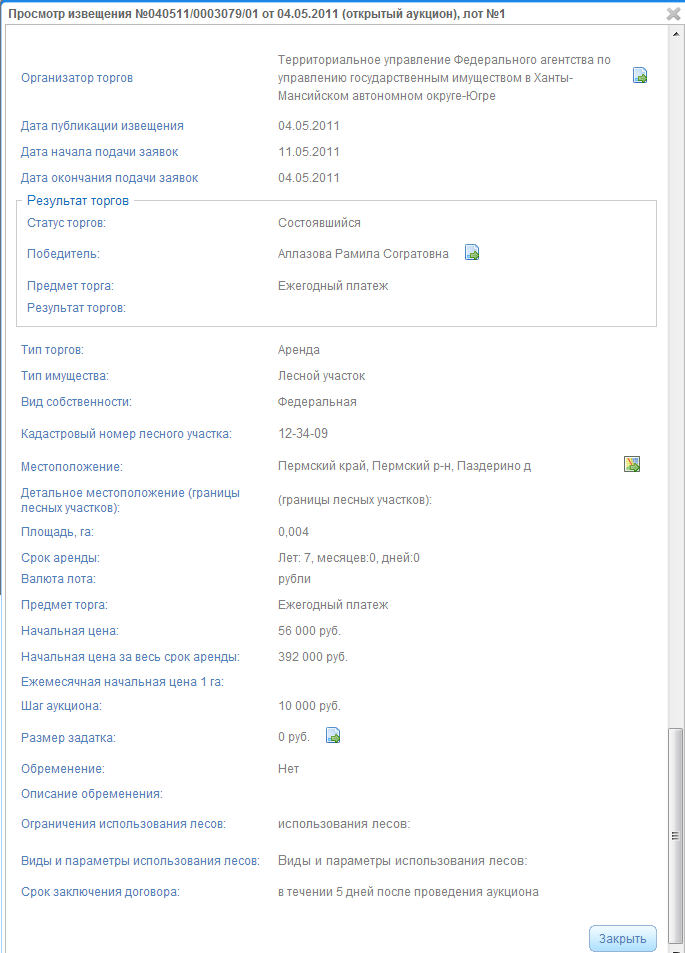 Просмотр извещения №040511/0003079/01 от 04.05.2011 (открытый аукцион), лот №1
Организатор торгов
Территориальное управление Федерального агентства по
управлению государственным имуществом в Ханты-
Мансийском автономном округе-Югре
Дата публикации извещения
04.05.2011
Дата начала подачи заявок
11.05.2011
Дата окончания подачи заявок
04.05.2011
Результат торгов
Статус торгов:
Состоявшийся
Победитель:
Аллазова Рамила Согратовна
Предмет торга:
Ежегодный платеж
Результат торгов:
Тип торгов:
Аренда
Тип имущества:
Лесной участок
Вид собственности:
Федеральная
Кадастровый номер лесного участка:
12-34-09
Местоположение:
Пермский край, Пермский р-н, Паздерино д
Детальное местоположение (границы
лесных участков):
(границы лесных участков):
Площадь, га:
0,004
Срок аренды:
Лет: 7, месяцев:0, дней:0
Валюта лота:
рубли
Предмет торга:
Ежегодный платеж
Начальная цена:
56 000 руб.
Начальная цена за весь срок аренды:
392 000 руб.
Ежемесячная начальная цена 1 га:
Шаг аукциона:
10 000 руб.
Размер задатка:
0 руб.
Обременение:
Нет
Описание обременения:
Ограничения использования лесов:
использования лесов:
Виды и параметры использования лесов:
Виды и параметры использования лесов:
Срок заключения договора:
в течении 5 дней после проведения аукциона
Закрыть